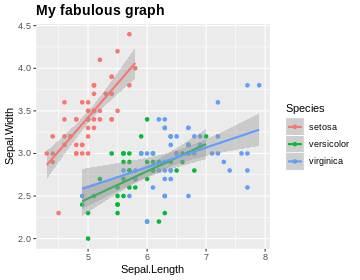 My fabulous graph
4.5
4.0
3.5
3.0
2.5
2.0
Sepal.Width
5
6
7
8
Sepal.Length
Species
setosa
versicolor
virginica